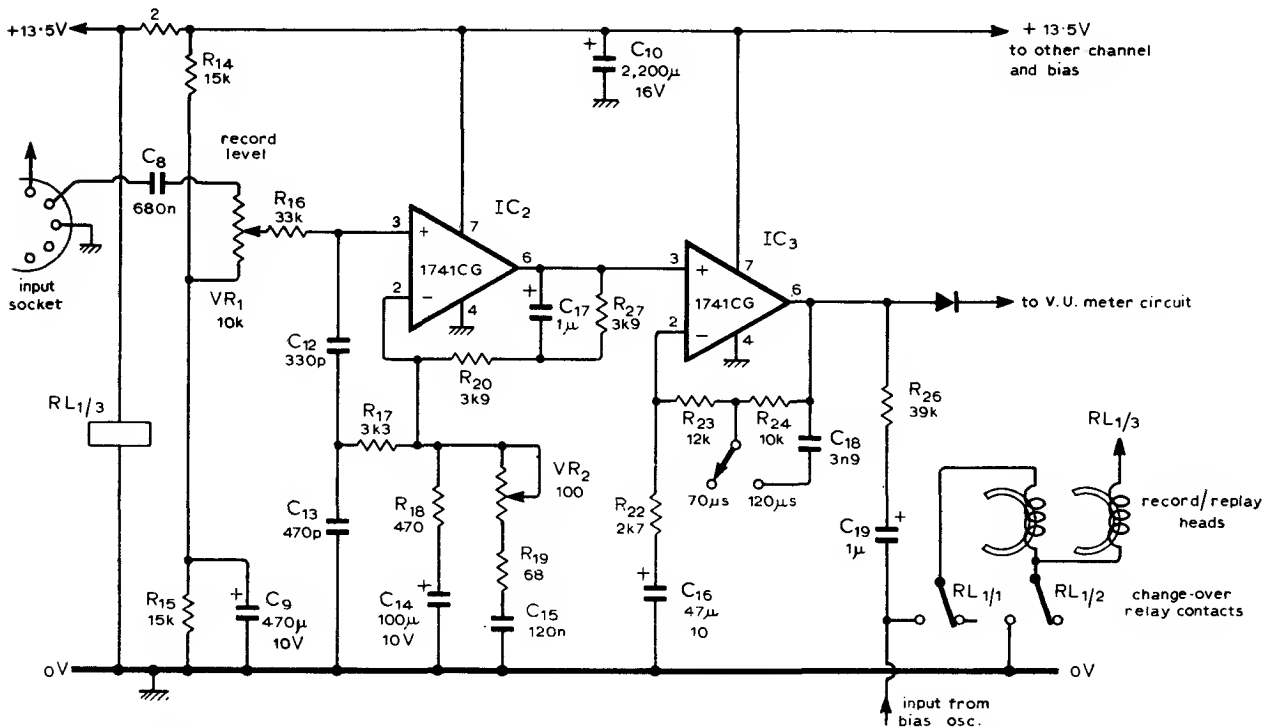 +13·5V
2
R14
15k
C10
2,200µ
16V
+ 13·5V
to other channel
and bias
record
level
C8
680n
input
socket
VR1
10k
R16
33k
IC2
3
+
7
1741CG
6
2
−
4
C17
1µ
R27
3k9
R20
3k9
IC3
3
+
7
1741CG
6
2
−
4
to V.U. meter circuit
C12
330p
RL1/3
R17
3k3
R23
12k
R24
10k
C18
3n9
70µs
120µs
R26
39k
RL1/3
record/replay
heads
C13
470p
R18
470
VR2
100
R19
68
R22
2k7
C19
1µ
+
RL1/1
RL1/2
change-over
relay contacts
R15
15k
C9
470µ
10V
C14
100µ
10V
C15
120n
C16
47µ
10
0V
0V
input from
bias osc.